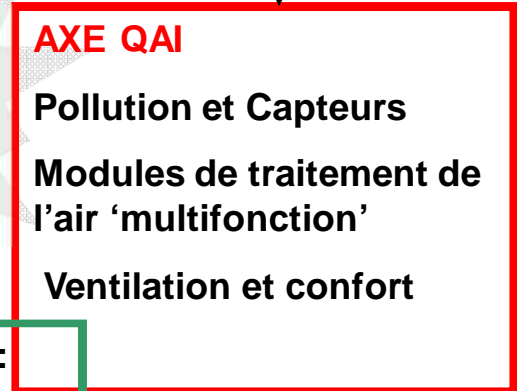 AXE QAI
Pollution et Capteurs
Modules de traitement de
l’air ‘multifonction’
Ventilation et confort
: